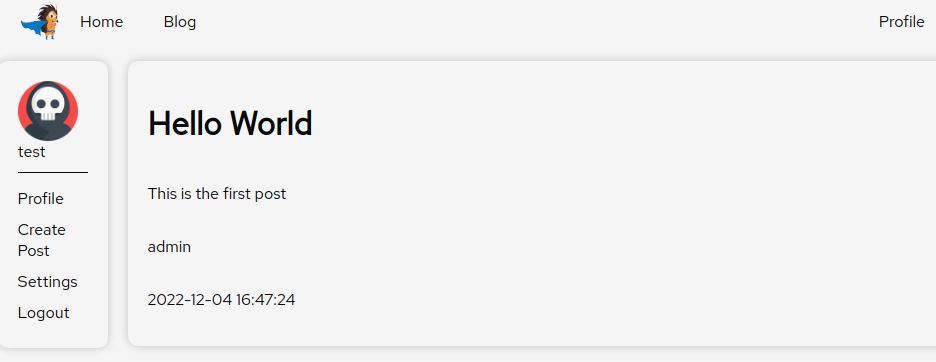 Home Blog Profile
test
Profile
Create
Post
Settings
Logout
Hello World
This is the first post
admin
2022-12-04 16:47:24